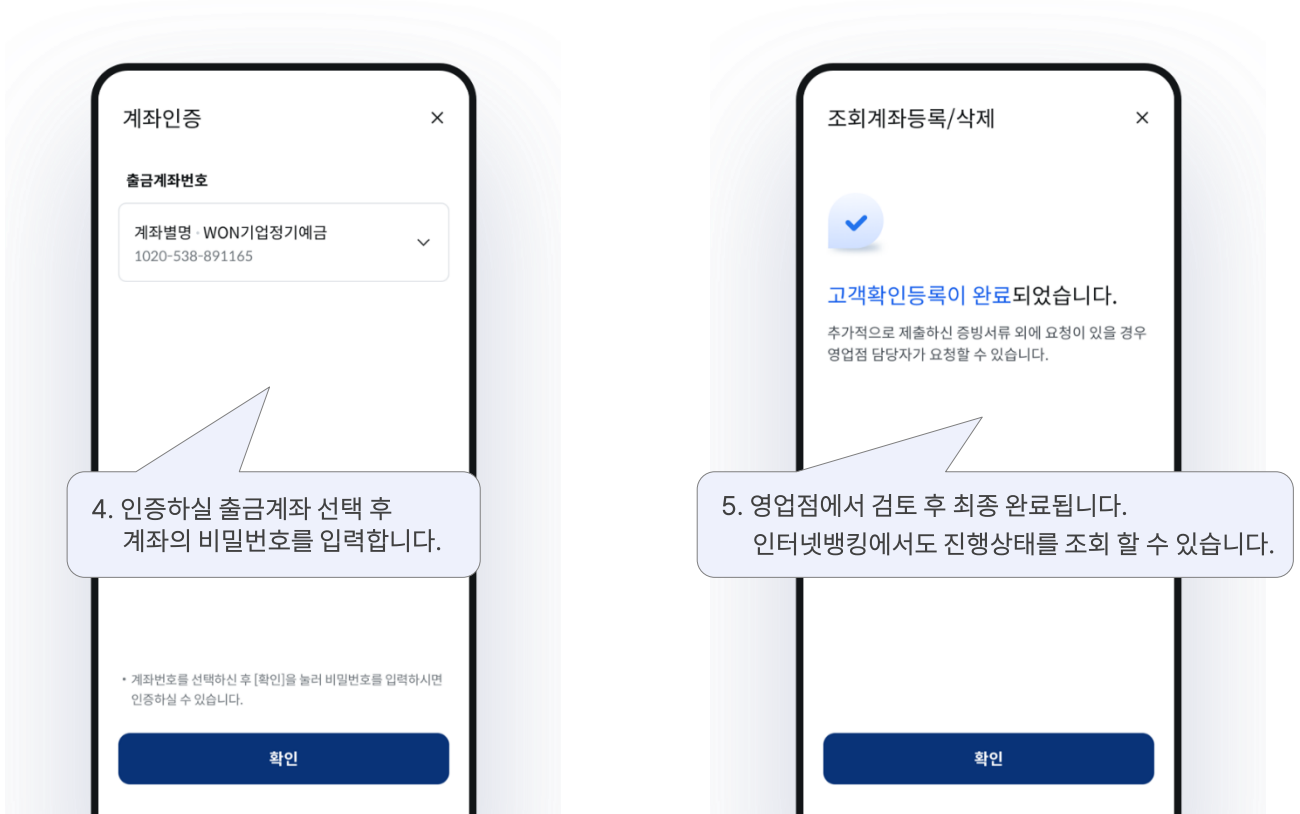 계좌인증 ×
출금계좌번호
계좌별명 · WON기업정기예금
1020-538-891165
4. 인증하실 출금계좌 선택 후
계좌의 비밀번호를 입력합니다.
• 계좌번호를 선택하신 후 [확인]을 눌러 비밀번호를 입력하시면
인증하실 수 있습니다.
확인
조회계좌등록/삭제 ×
고객확인등록이 완료되었습니다.
추가적으로 제출하신 증빙서류 외에 요청이 있을 경우
영업점 담당자가 요청할 수 있습니다.
5. 영업점에서 검토 후 최종 완료됩니다.
인터넷뱅킹에서도 진행상태를 조회 할 수 있습니다.
확인